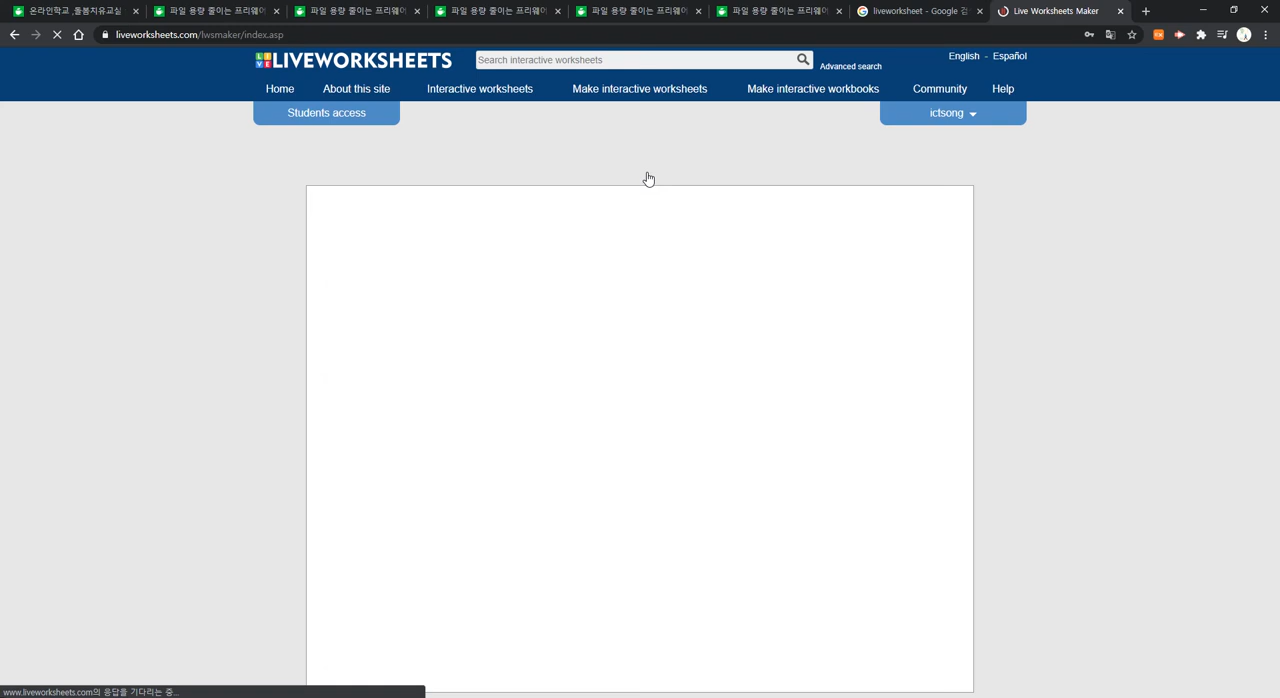 온라인학교 ,돌봄치유교실
파일 용량 줄이는 프리웨어
파일 용량 줄이는 프리웨어
파일 용량 줄이는 프리웨어
파일 용량 줄이는 프리웨어
파일 용량 줄이는 프리웨어
liveworksheet - Google 검
Live Worksheets Maker
liveworksheets.com/lwsmaker/index.asp
LIVE LIVEWORKSHEETS
Search interactive worksheets
Advanced search
English - Español
Home About this site Interactive worksheets Make interactive worksheets Make interactive workbooks Community Help
Students access
ictsong
www.liveworksheets.com의 응답을 기다리는 중...